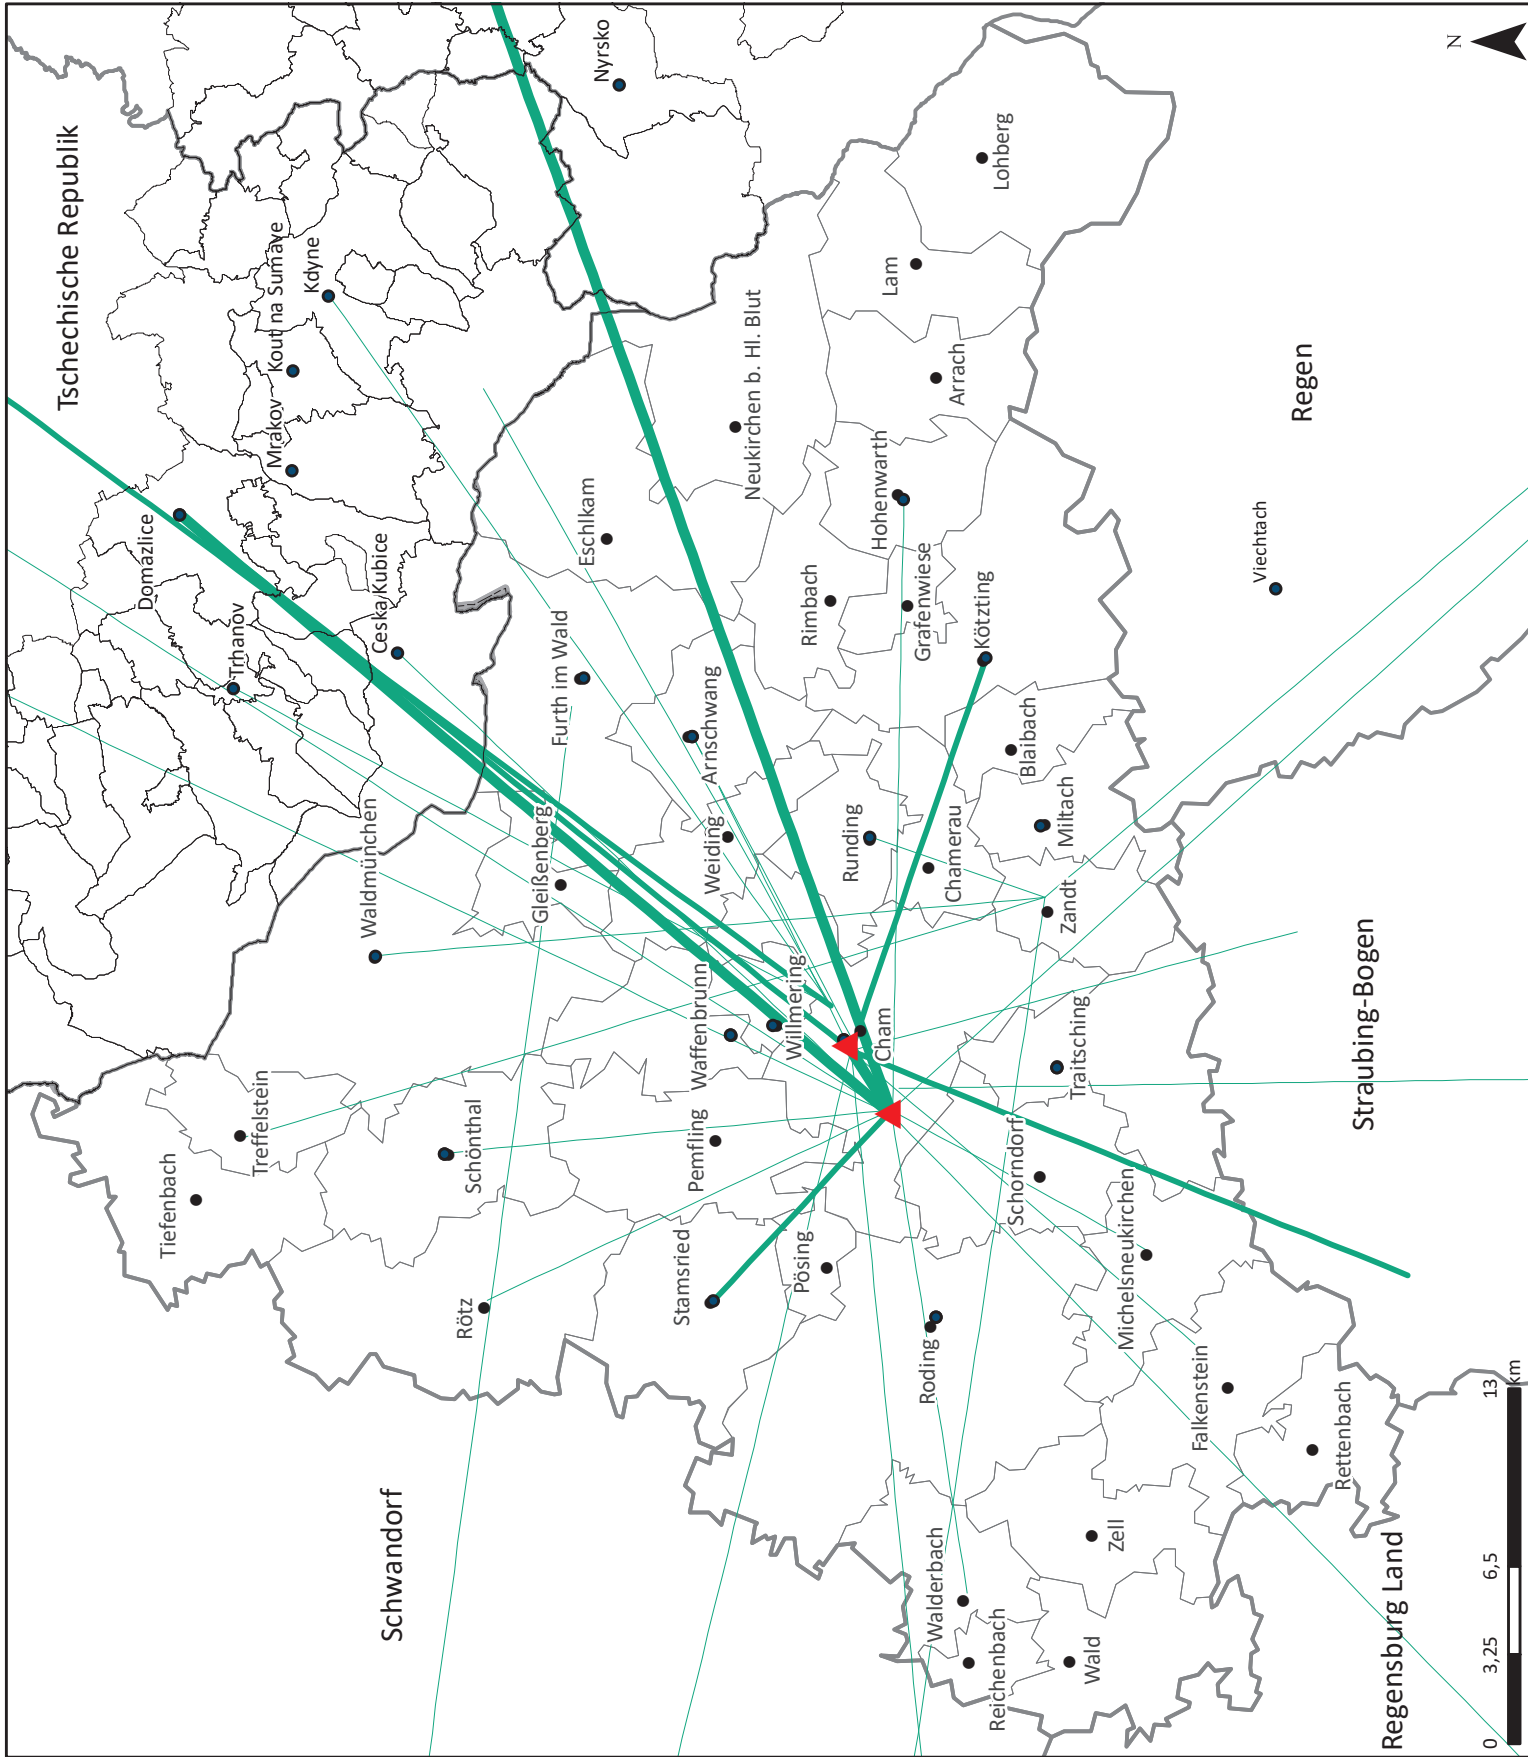 Tschechische Republik
Nyrsko
Kdyne
Kout na Sumave
Mrakov
Domazlice
Trhanov
Ceska Kubice
Waldmünchen
Treffelstein
Tiefenbach
Schönthal
Rötz
Gleißenberg
Furth im Wald
Eschlkam
Neukirchen b. Hl. Blut
Lohberg
Lam
Arrach
Hohenwarth
Grafenwiese
Rimbach
Kötzting
Arnschwang
Weiding
Runding
Chamerau
Blaibach
Miltach
Zandt
Willmering
Waffenbrunn
Cham
Pemfling
Stamsried
Pösing
Roding
Schorndorf
Traitsching
Michelsneukirchen
Falkenstein
Rettenbach
Zell
Walderbach
Reichenbach
Wald
Schwandorf
Regensburg Land
Straubing-Bogen
Regen
Viechtach
N
0 3,25 6,5 13
km